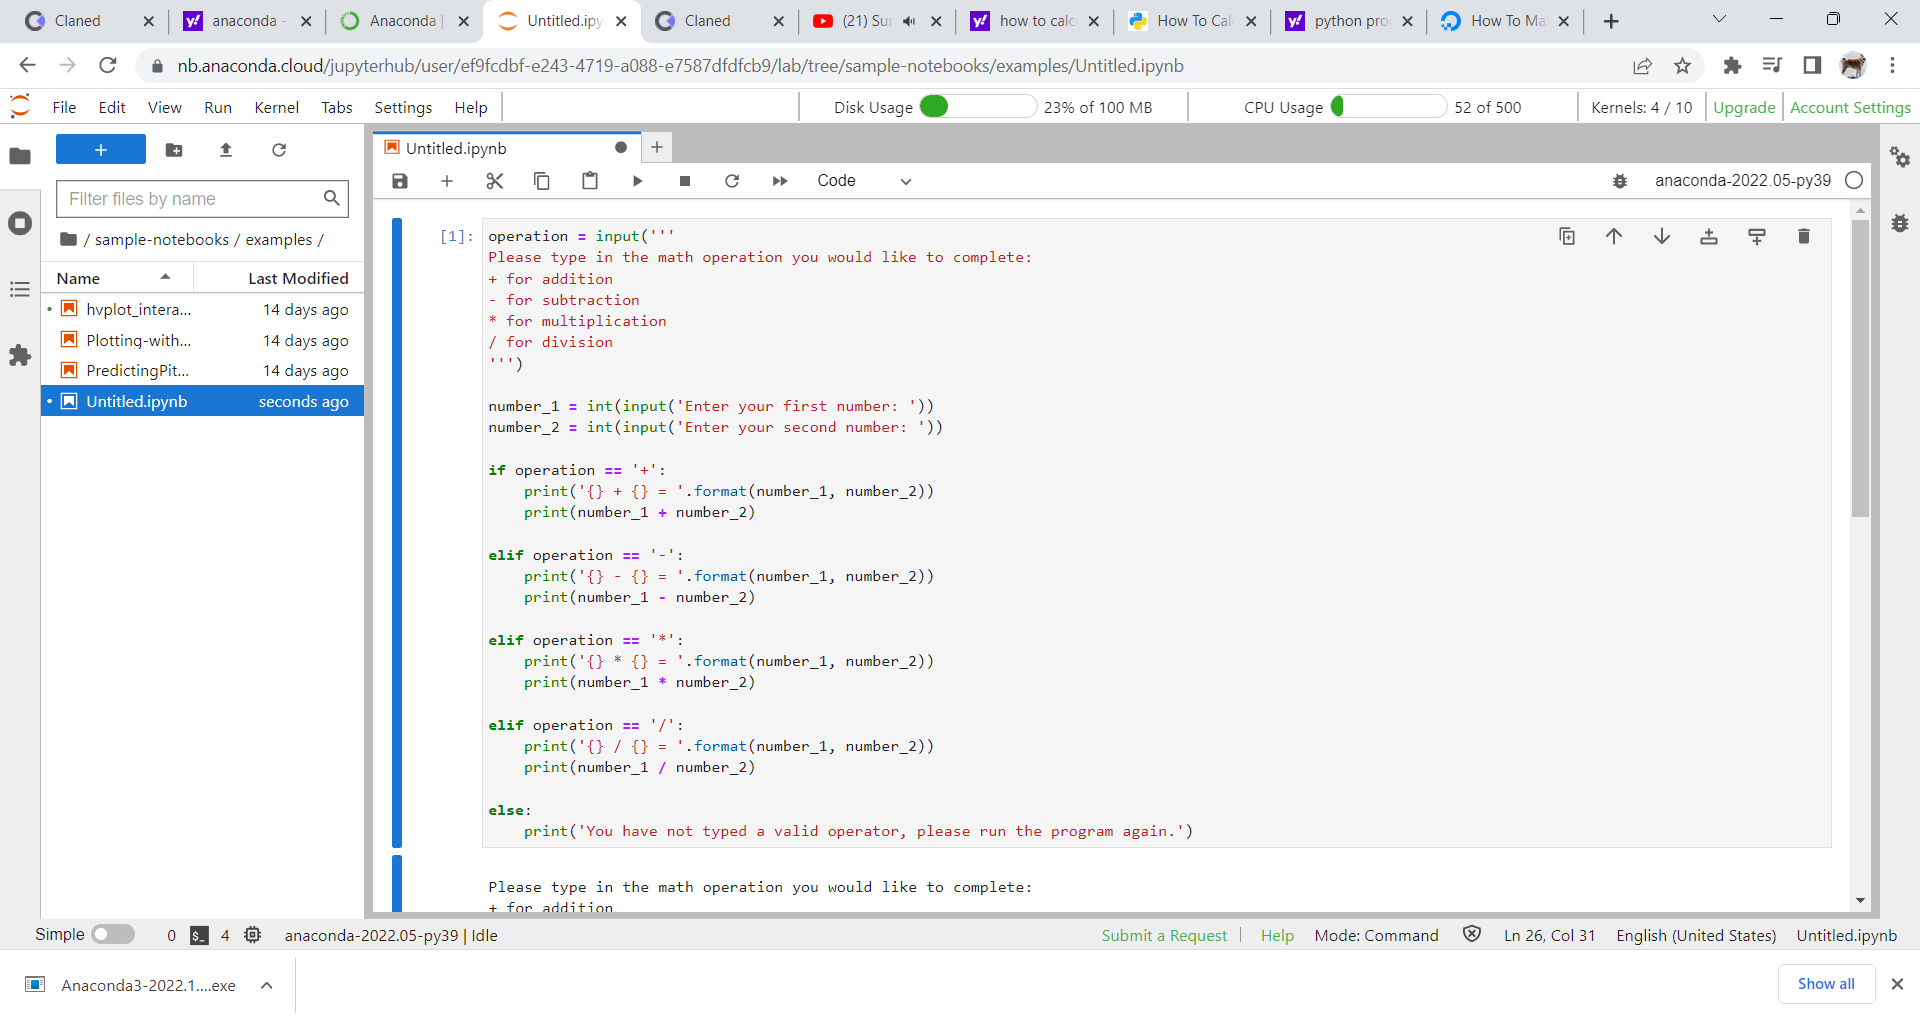 Claned
anaconda -
Anaconda |
Untitled.ipy
Claned
(21) Sur
how to calc
How To Cal
python pro
How To Ma
nb.anaconda.cloud/jupyterhub/user/ef9fcdbf-e243-4719-a088-e7587dfdfcb9/lab/tree/sample-notebooks/examples/Untitled.ipynb
File Edit View Run Kernel Tabs Settings Help
Disk Usage 23% of 100 MB
CPU Usage 52 of 500
Kernels: 4 / 10
Upgrade
Account Settings
+
Filter files by name
/ sample-notebooks / examples /
Name Last Modified
hvplot_intera... 14 days ago
Plotting-with... 14 days ago
PredictingPit... 14 days ago
Untitled.ipynb seconds ago
Untitled.ipynb
Code
anaconda-2022.05-py39
[1]: operation = input('''
Please type in the math operation you would like to complete:
+ for addition
- for subtraction
* for multiplication
/ for division
''')
number_1 = int(input('Enter your first number: '))
number_2 = int(input('Enter your second number: '))
if operation == '+':
    print('{} + {} = '.format(number_1, number_2))
    print(number_1 + number_2)
elif operation == '-':
    print('{} - {} = '.format(number_1, number_2))
    print(number_1 - number_2)
elif operation == '*':
    print('{} * {} = '.format(number_1, number_2))
    print(number_1 * number_2)
elif operation == '/':
    print('{} / {} = '.format(number_1, number_2))
    print(number_1 / number_2)
else:
    print('You have not typed a valid operator, please run the program again.')
Please type in the math operation you would like to complete:
+ for addition
Simple 0 $_ 4 anaconda-2022.05-py39 | Idle
Submit a Request Help Mode: Command Ln 26, Col 31 English (United States) Untitled.ipynb
Anaconda3-2022.1....exe
Show all